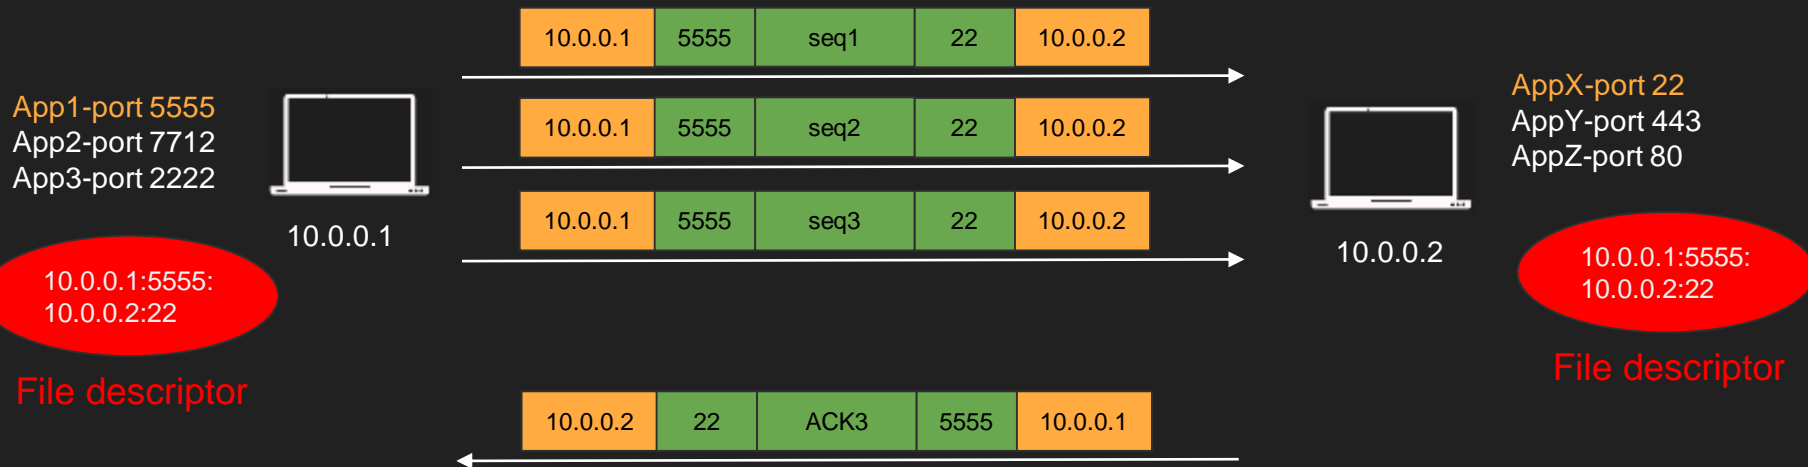 10.0.0.1 5555 seq1 22 10.0.0.2
App1-port 5555
App2-port 7712
App3-port 2222
10.0.0.1
10.0.0.1 5555 seq2 22 10.0.0.2
10.0.0.1 5555 seq3 22 10.0.0.2
AppX-port 22
AppY-port 443
AppZ-port 80
10.0.0.2
10.0.0.1:5555:
10.0.0.2:22
File descriptor
10.0.0.1:5555:
10.0.0.2:22
File descriptor
10.0.0.2 22 ACK3 5555 10.0.0.1